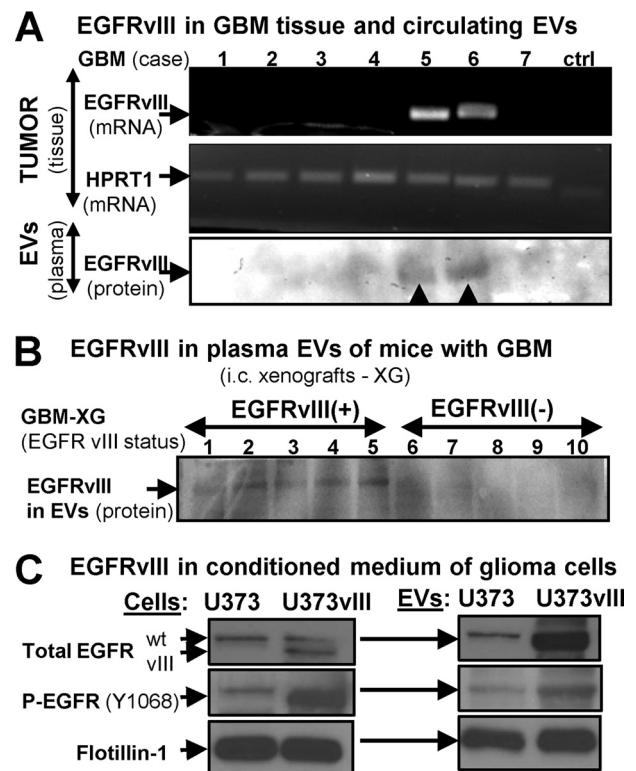 A EGFRvIII in GBM tissue and circulating EVs
GBM (case) 1 2 3 4 5 6 7 ctrl
TUMOR
(tissue)
EGFRvIII
(mRNA)
HPRT1
(mRNA)
EVs
(plasma)
EGFRvIII
(protein)
B EGFRvIII in plasma EVs of mice with GBM
(i.c. xenografts - XG)
GBM-XG
(EGFR vIII status)
EGFRvIII(+) EGFRvIII(-)
1 2 3 4 5 6 7 8 9 10
EGFRvIII
in EVs (protein)
C EGFRvIII in conditioned medium of glioma cells
Cells: U373 U373vIII EVs: U373 U373vIII
Total EGFR wt
vIII
P-EGFR (Y1068)
Flotillin-1